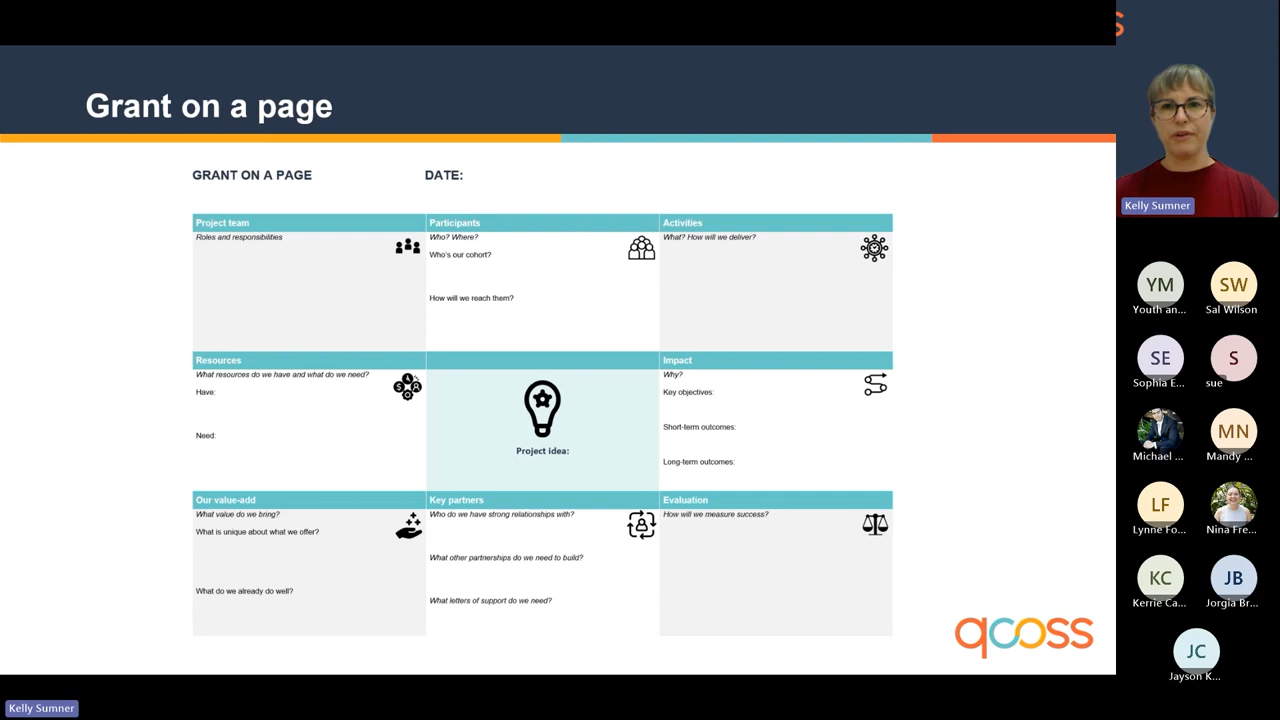 Grant on a page
GRANT ON A PAGE
DATE:
Project team
Roles and responsibilities
Participants
Who? Where?
Who's our cohort?
How will we reach them?
Activities
What? How will we deliver?
Resources
What resources do we have and what do we need?
Have:
Need:
Project idea:
Impact
Why?
Key objectives:
Short-term outcomes:
Long-term outcomes:
Our value-add
What value do we bring?
What is unique about what we offer?
What do we already do well?
Key partners
Who do we have strong relationships with?
What other partnerships do we need to build?
What letters of support do we need?
Evaluation
How will we measure success?
qcoss
Kelly Sumner
YM
Youth an...
SW
Sal Wilson
SE
Sophia E...
S
sue
Michael ...
MN
Mandy ...
LF
Lynne Fo...
Nina Fre...
KC
Kerrie Ca...
JB
Jorgia Br...
JC
Jayson K...
Kelly Sumner